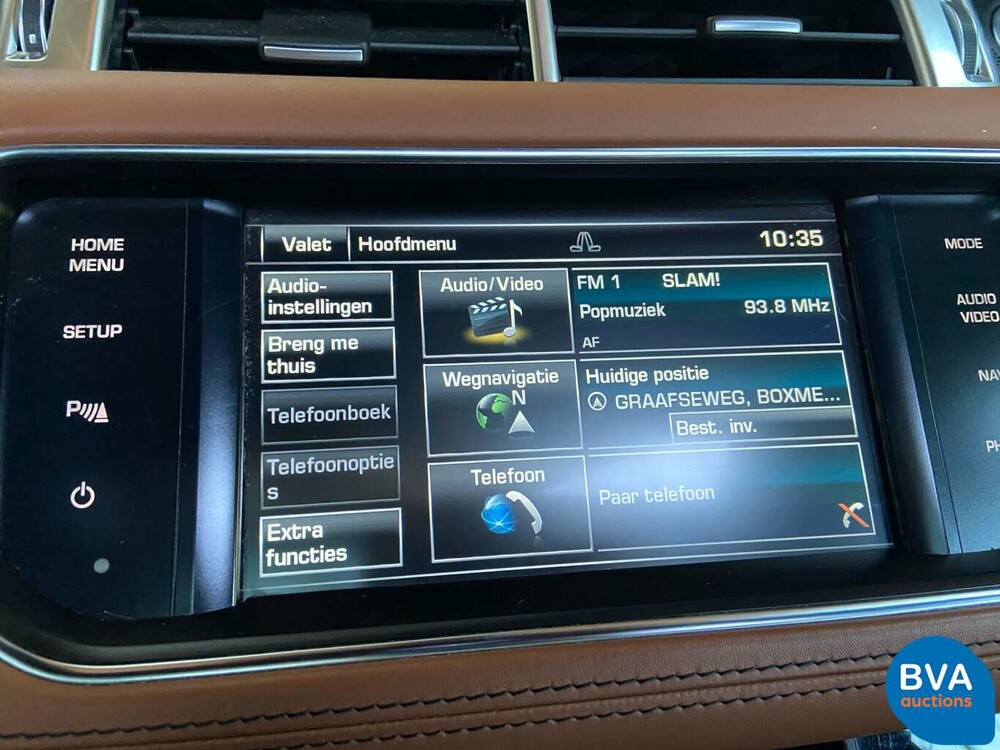 HOME
MENU
SETUP
P
Valet
Hoofdmenu
10:35
Audio-
instellingen
Breng me
thuis
Telefoonboek
Telefoonoptie
s
Extra
functies
Audio/Video
Wegnavigatie
N
Telefoon
FM 1 SLAM!
Popmuziek 93.8 MHz
AF
Huidige positie
GRAAFSEWEG, BOXME...
Best. inv.
Paar telefoon
MODE
AUDIO
VIDEO
NA
PH
BVA
auctions